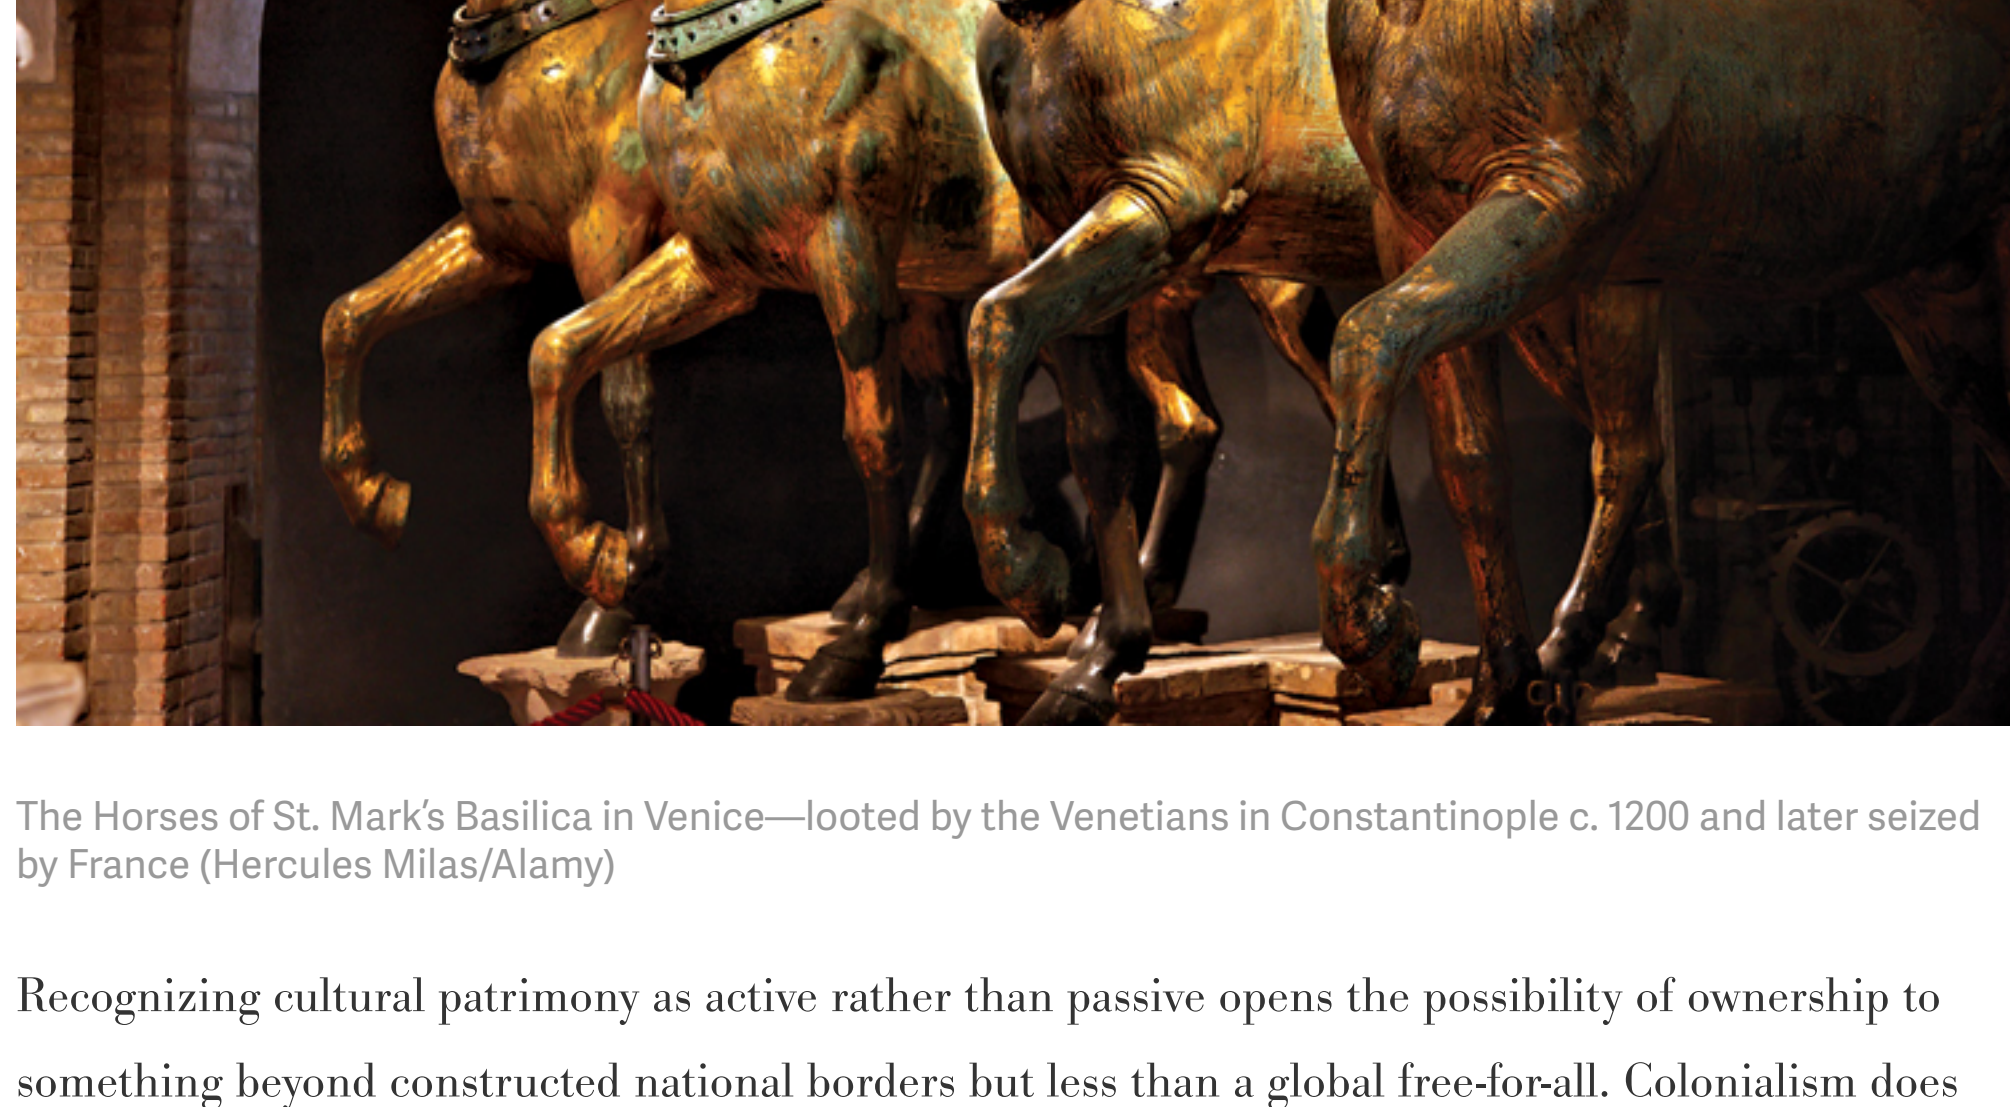 The Horses of St. Mark’s Basilica in Venice—looted by the Venetians in Constantinople c. 1200 and later seized
by France (Hercules Milas/Alamy)
Recognizing cultural patrimony as active rather than passive opens the possibility of ownership to
something beyond constructed national borders but less than a global free-for-all. Colonialism does